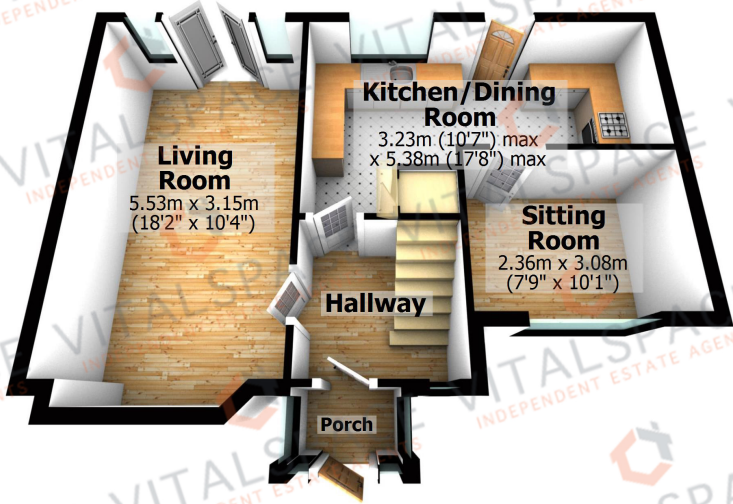 Kitchen/Dining
Room
3.23m (10'7") max
x 5.38m (17'8") max
Living
Room
5.53m x 3.15m
(18'2" x 10'4")
Sitting
Room
2.36m x 3.08m
(7'9" x 10'1")
Hallway
Porch
VITALSPACE
INDEPENDENT ESTATE AGENTS